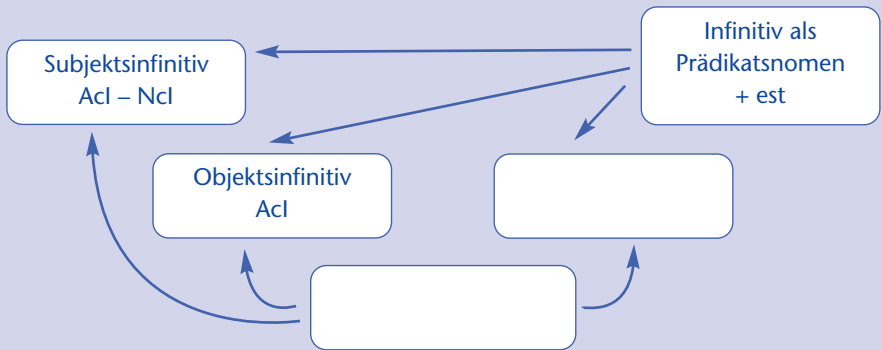 Infinitiv als
Prädikatsnomen
+ est
Subjektsinfinitiv
AcI – NcI
Objektsinfinitiv
AcI